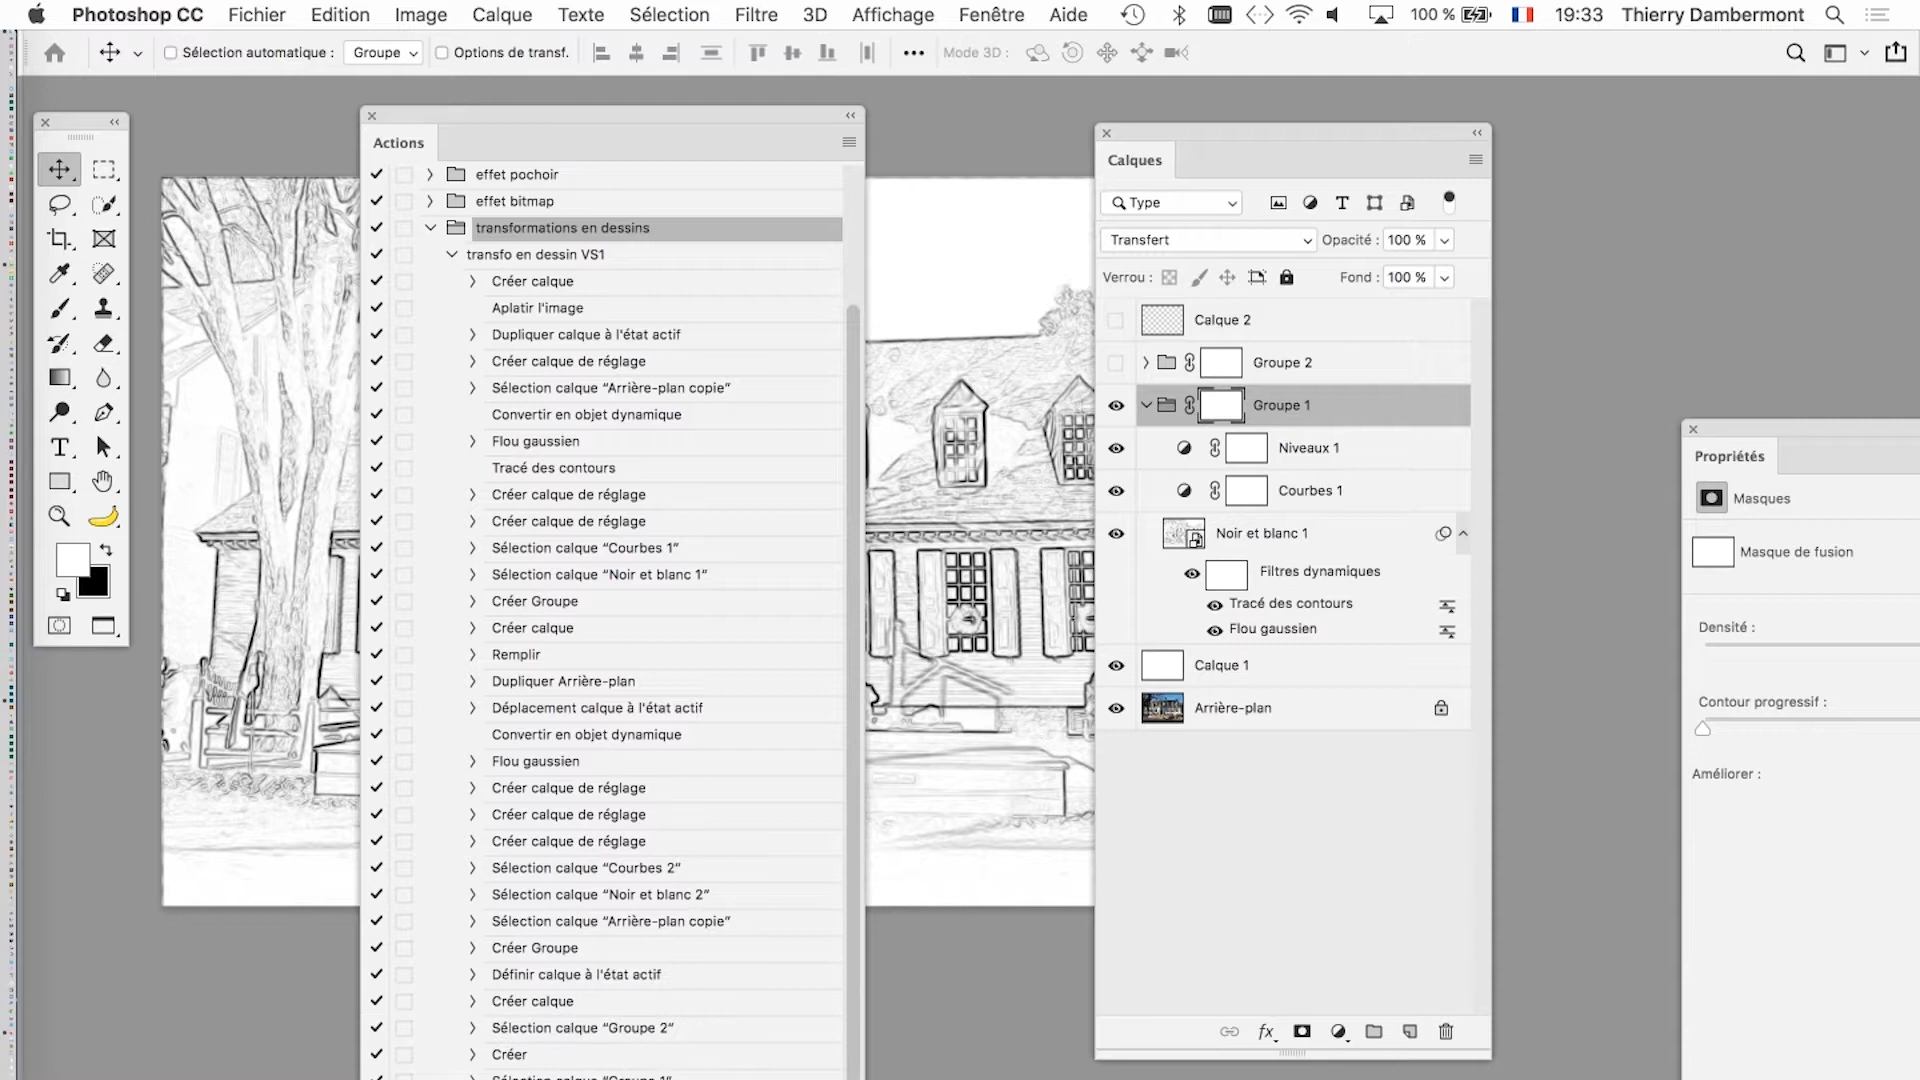 Photoshop CC Fichier Edition Image Calque Texte Sélection Filtre 3D Affichage Fenêtre Aide 100 % 19:33 Thierry Dambermont
Sélection automatique : Groupe Options de transf. Mode 3D :
Actions
effet pochoir
effet bitmap
transformations en dessins
transfo en dessin VS1
Créer calque
Aplatir l'image
Dupliquer calque à l'état actif
Créer calque de réglage
Sélection calque “Arrière-plan copie”
Convertir en objet dynamique
Flou gaussien
Tracé des contours
Créer calque de réglage
Créer calque de réglage
Sélection calque “Courbes 1”
Sélection calque “Noir et blanc 1”
Créer Groupe
Créer calque
Remplir
Dupliquer Arrière-plan
Déplacement calque à l'état actif
Convertir en objet dynamique
Flou gaussien
Créer calque de réglage
Créer calque de réglage
Créer calque de réglage
Sélection calque “Courbes 2”
Sélection calque “Noir et blanc 2”
Sélection calque “Arrière-plan copie”
Créer Groupe
Définir calque à l'état actif
Créer calque
Sélection calque “Groupe 2”
Créer
Sélection calque “Groupe 1”
Calques
Type
Transfert Opacité : 100 %
Verrou : Fond : 100 %
Calque 2
Groupe 2
Groupe 1
Niveaux 1
Courbes 1
Noir et blanc 1
Filtres dynamiques
Tracé des contours
Flou gaussien
Calque 1
Arrière-plan
fx
Propriétés
Masques
Masque de fusion
Densité :
Contour progressif :
Améliorer :